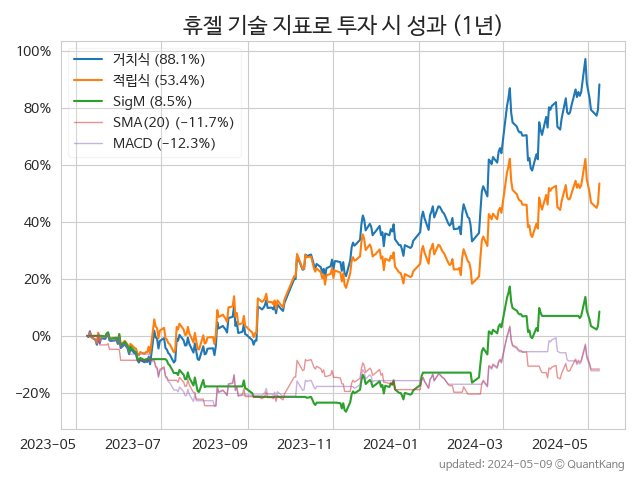 휴젤 기술 지표로 투자 시 성과 (1년)
100%
80%
60%
40%
20%
0%
−20%
거치식 (88.1%)
적립식 (53.4%)
SigM (8.5%)
SMA(20) (−11.7%)
MACD (−12.3%)
2023-05
2023-07
2023-09
2023-11
2024-01
2024-03
2024-05
updated: 2024-05-09 © QuantKang